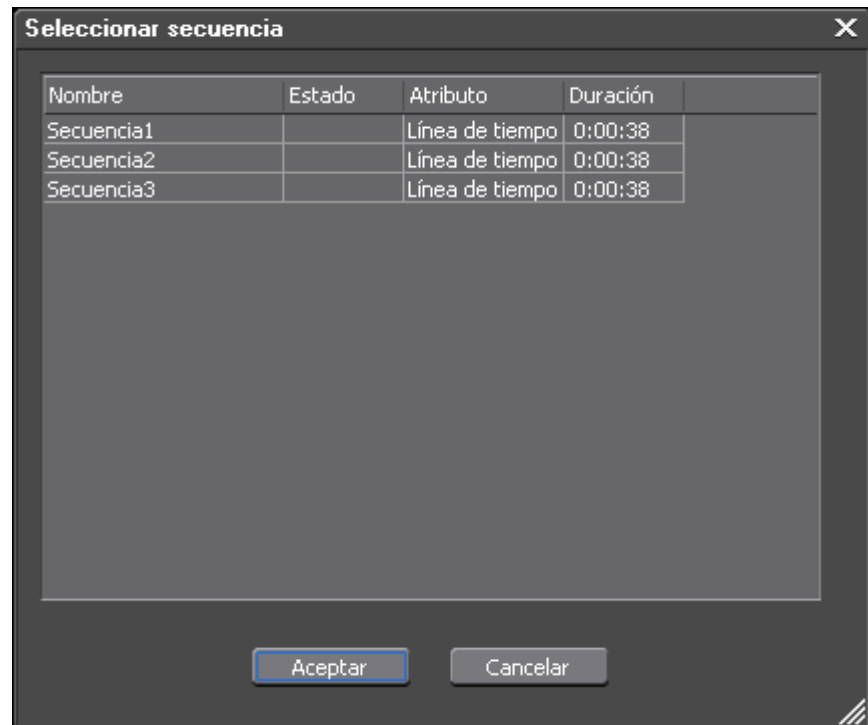 Seleccionar secuencia
Nombre Estado Atributo Duración
Secuencia1 Línea de tiempo 0:00:38
Secuencia2 Línea de tiempo 0:00:38
Secuencia3 Línea de tiempo 0:00:38
Aceptar Cancelar